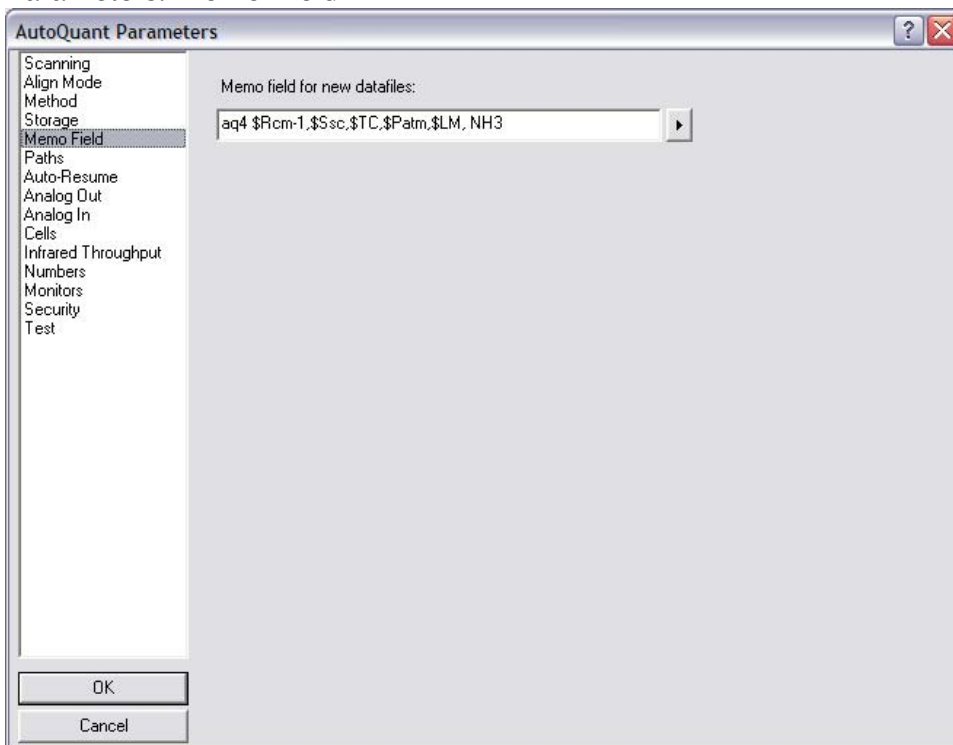 AutoQuant Parameters
Scanning
Align Mode
Method
Storage
Memo Field
Paths
Auto-Resume
Analog Out
Analog In
Cells
Infrared Throughput
Numbers
Monitors
Security
Test
OK
Cancel
Memo field for new datafiles:
aq4 $Rcm-1,$Ssc,$TC,$Patm,$LM, NH3